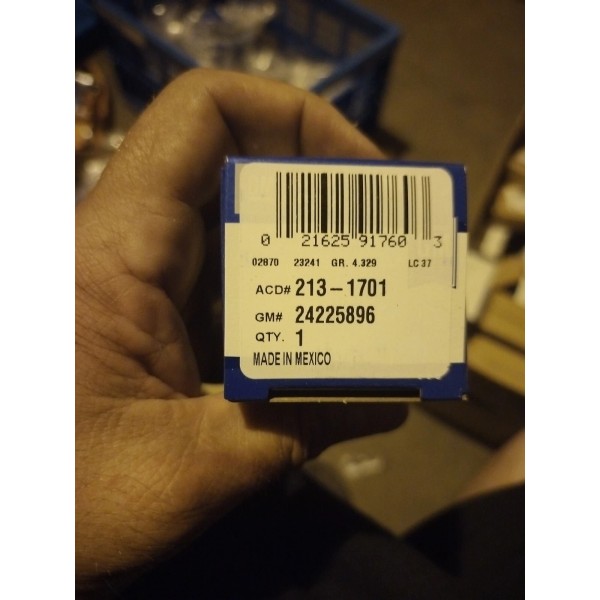 0 21625 91760 3
02870 23241 GR. 4.329 LC 37
ACD# 213-1701
GM# 24225896
QTY. 1
MADE IN MEXICO